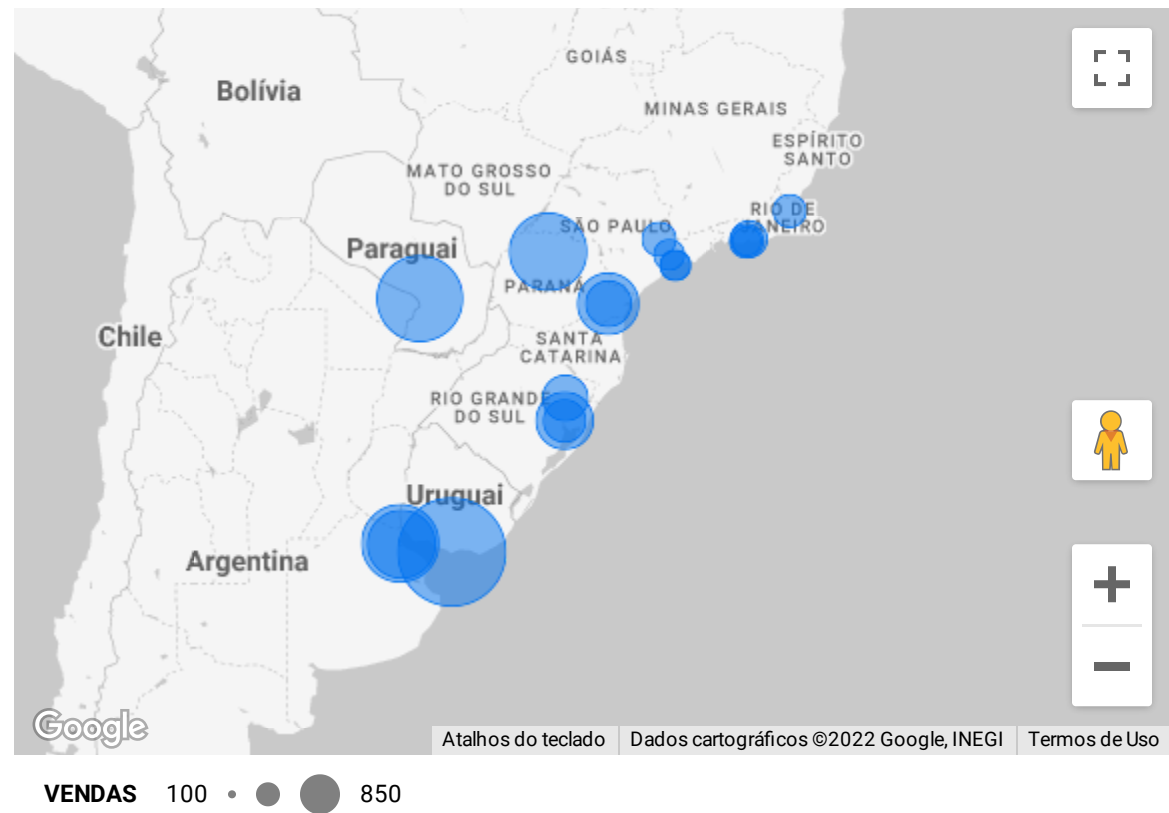 GOIÁS
Bolívia
MINAS GERAIS
ESPÍRITO
SANTO
MATO GROSSO
DO SUL
RIO DE
JANEIRO
SÃO PAULO
Paraguai
PARANÁ
Chile
SANTA
CATARINA
RIO GRANDE
DO SUL
Uruguai
Argentina
Google
Atalhos do teclado
Dados cartográficos ©2022 Google, INEGI
Termos de Uso
VENDAS 100 850